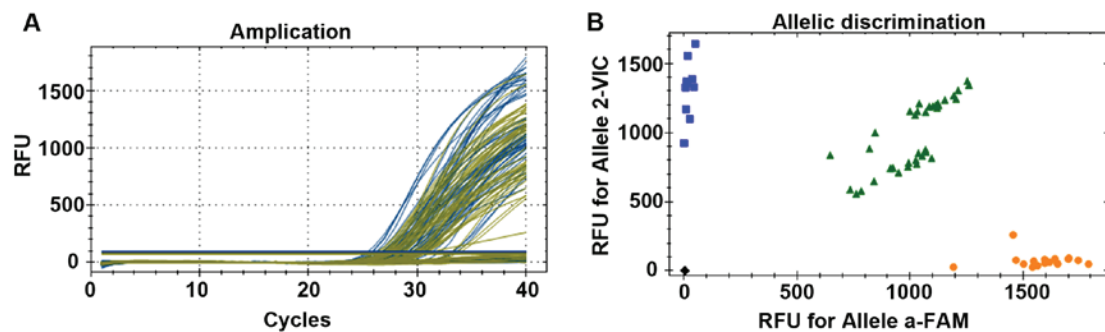 A
Amplication
RFU
1500
1000
500
0
0
10
20
30
40
Cycles
B
Allelic discrimination
RFU for Allele 2-VIC
1500
1000
500
0
0
500
1000
1500
RFU for Allele a-FAM